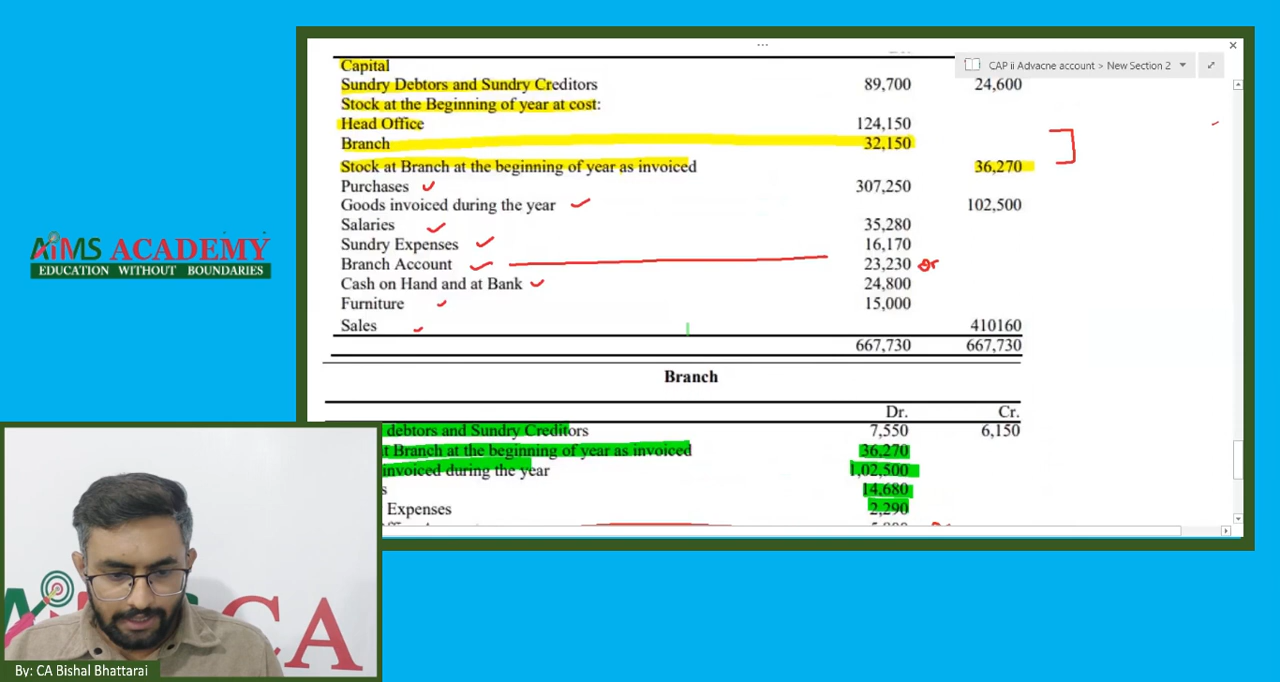 CAP ii Advacne account > New Section 2
Capital
Sundry Debtors and Sundry Creditors 89,700 24,600
Stock at the Beginning of year at cost:
Head Office 124,150
Branch 32,150
Stock at Branch at the beginning of year as invoiced 36,270
Purchases 307,250
Goods invoiced during the year 102,500
Salaries 35,280
Sundry Expenses 16,170
Branch Account 23,230 Dr
Cash on Hand and at Bank 24,800
Furniture 15,000
Sales 410160
667,730 667,730
Branch
Dr. Cr.
debtors and Sundry Creditors 7,550 6,150
t Branch at the beginning of year as invoiced 36,270
invoiced during the year 1,02,500
s 14,680
Expenses 2,290
AIMS ACADEMY
EDUCATION WITHOUT BOUNDARIES
CA
By: CA Bishal Bhattarai